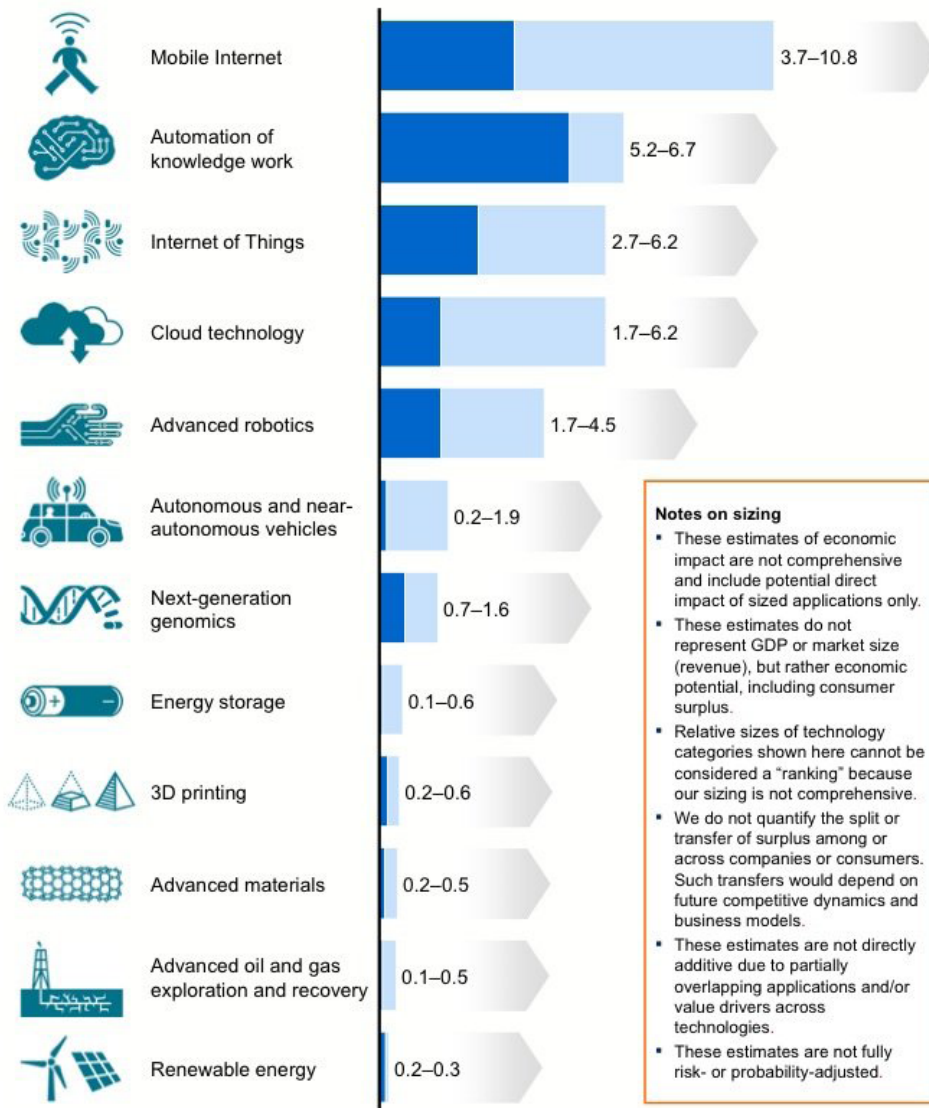 Mobile Internet
3.7–10.8
Automation of
knowledge work
5.2–6.7
Internet of Things
2.7–6.2
Cloud technology
1.7–6.2
Advanced robotics
1.7–4.5
Autonomous and near-
autonomous vehicles
0.2–1.9
Next-generation
genomics
0.7–1.6
Energy storage
0.1–0.6
3D printing
0.2–0.6
Advanced materials
0.2–0.5
Advanced oil and gas
exploration and recovery
0.1–0.5
Renewable energy
0.2–0.3
Notes on sizing
▪ These estimates of economic
impact are not comprehensive
and include potential direct
impact of sized applications only.
▪ These estimates do not
represent GDP or market size
(revenue), but rather economic
potential, including consumer
surplus.
▪ Relative sizes of technology
categories shown here cannot be
considered a “ranking” because
our sizing is not comprehensive.
▪ We do not quantify the split or
transfer of surplus among or
across companies or consumers.
Such transfers would depend on
future competitive dynamics and
business models.
▪ These estimates are not directly
additive due to partially
overlapping applications and/or
value drivers across
technologies.
▪ These estimates are not fully
risk- or probability-adjusted.